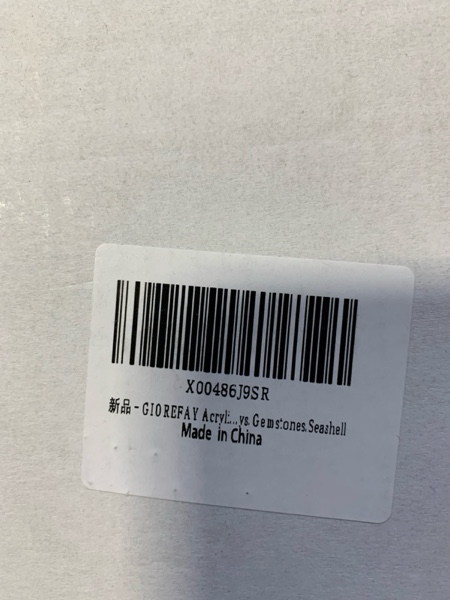 X00486J9SR
新品 - GIOREFAY Acryli...ys, Gemstones, Seashell
Made in China